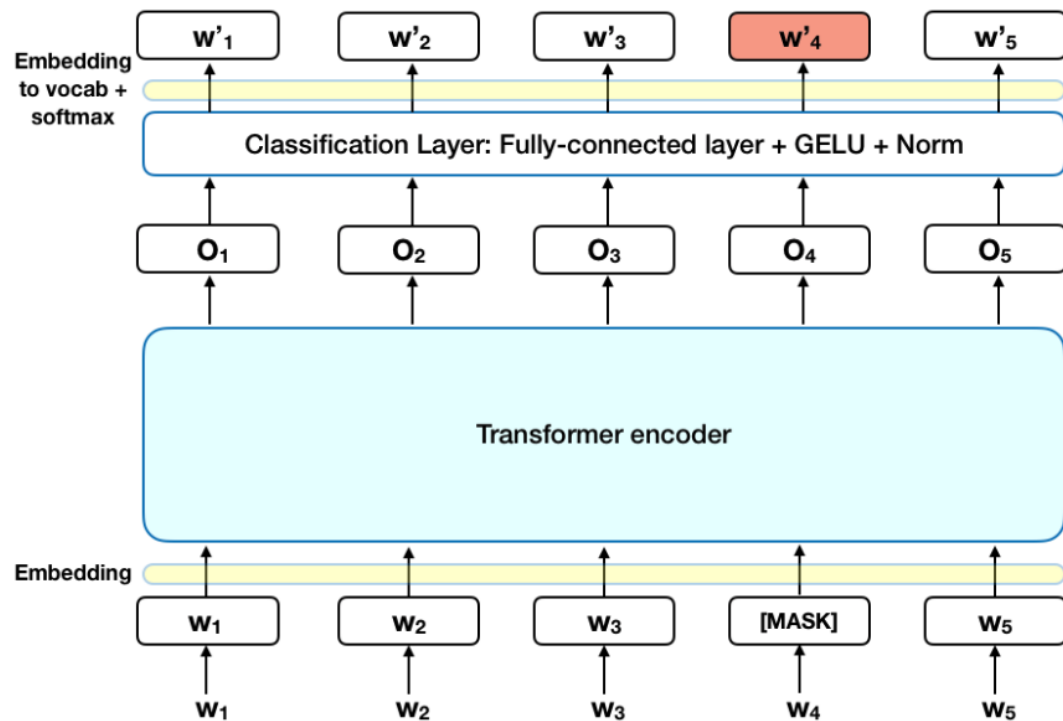 w'₁ w'₂ w'₃ w'₄ w'₅
Embedding
to vocab +
softmax
Classification Layer: Fully-connected layer + GELU + Norm
O₁ O₂ O₃ O₄ O₅
Transformer encoder
Embedding
W₁ W₂ W₃ [MASK] W₅
W₁ W₂ W₃ W₄ W₅